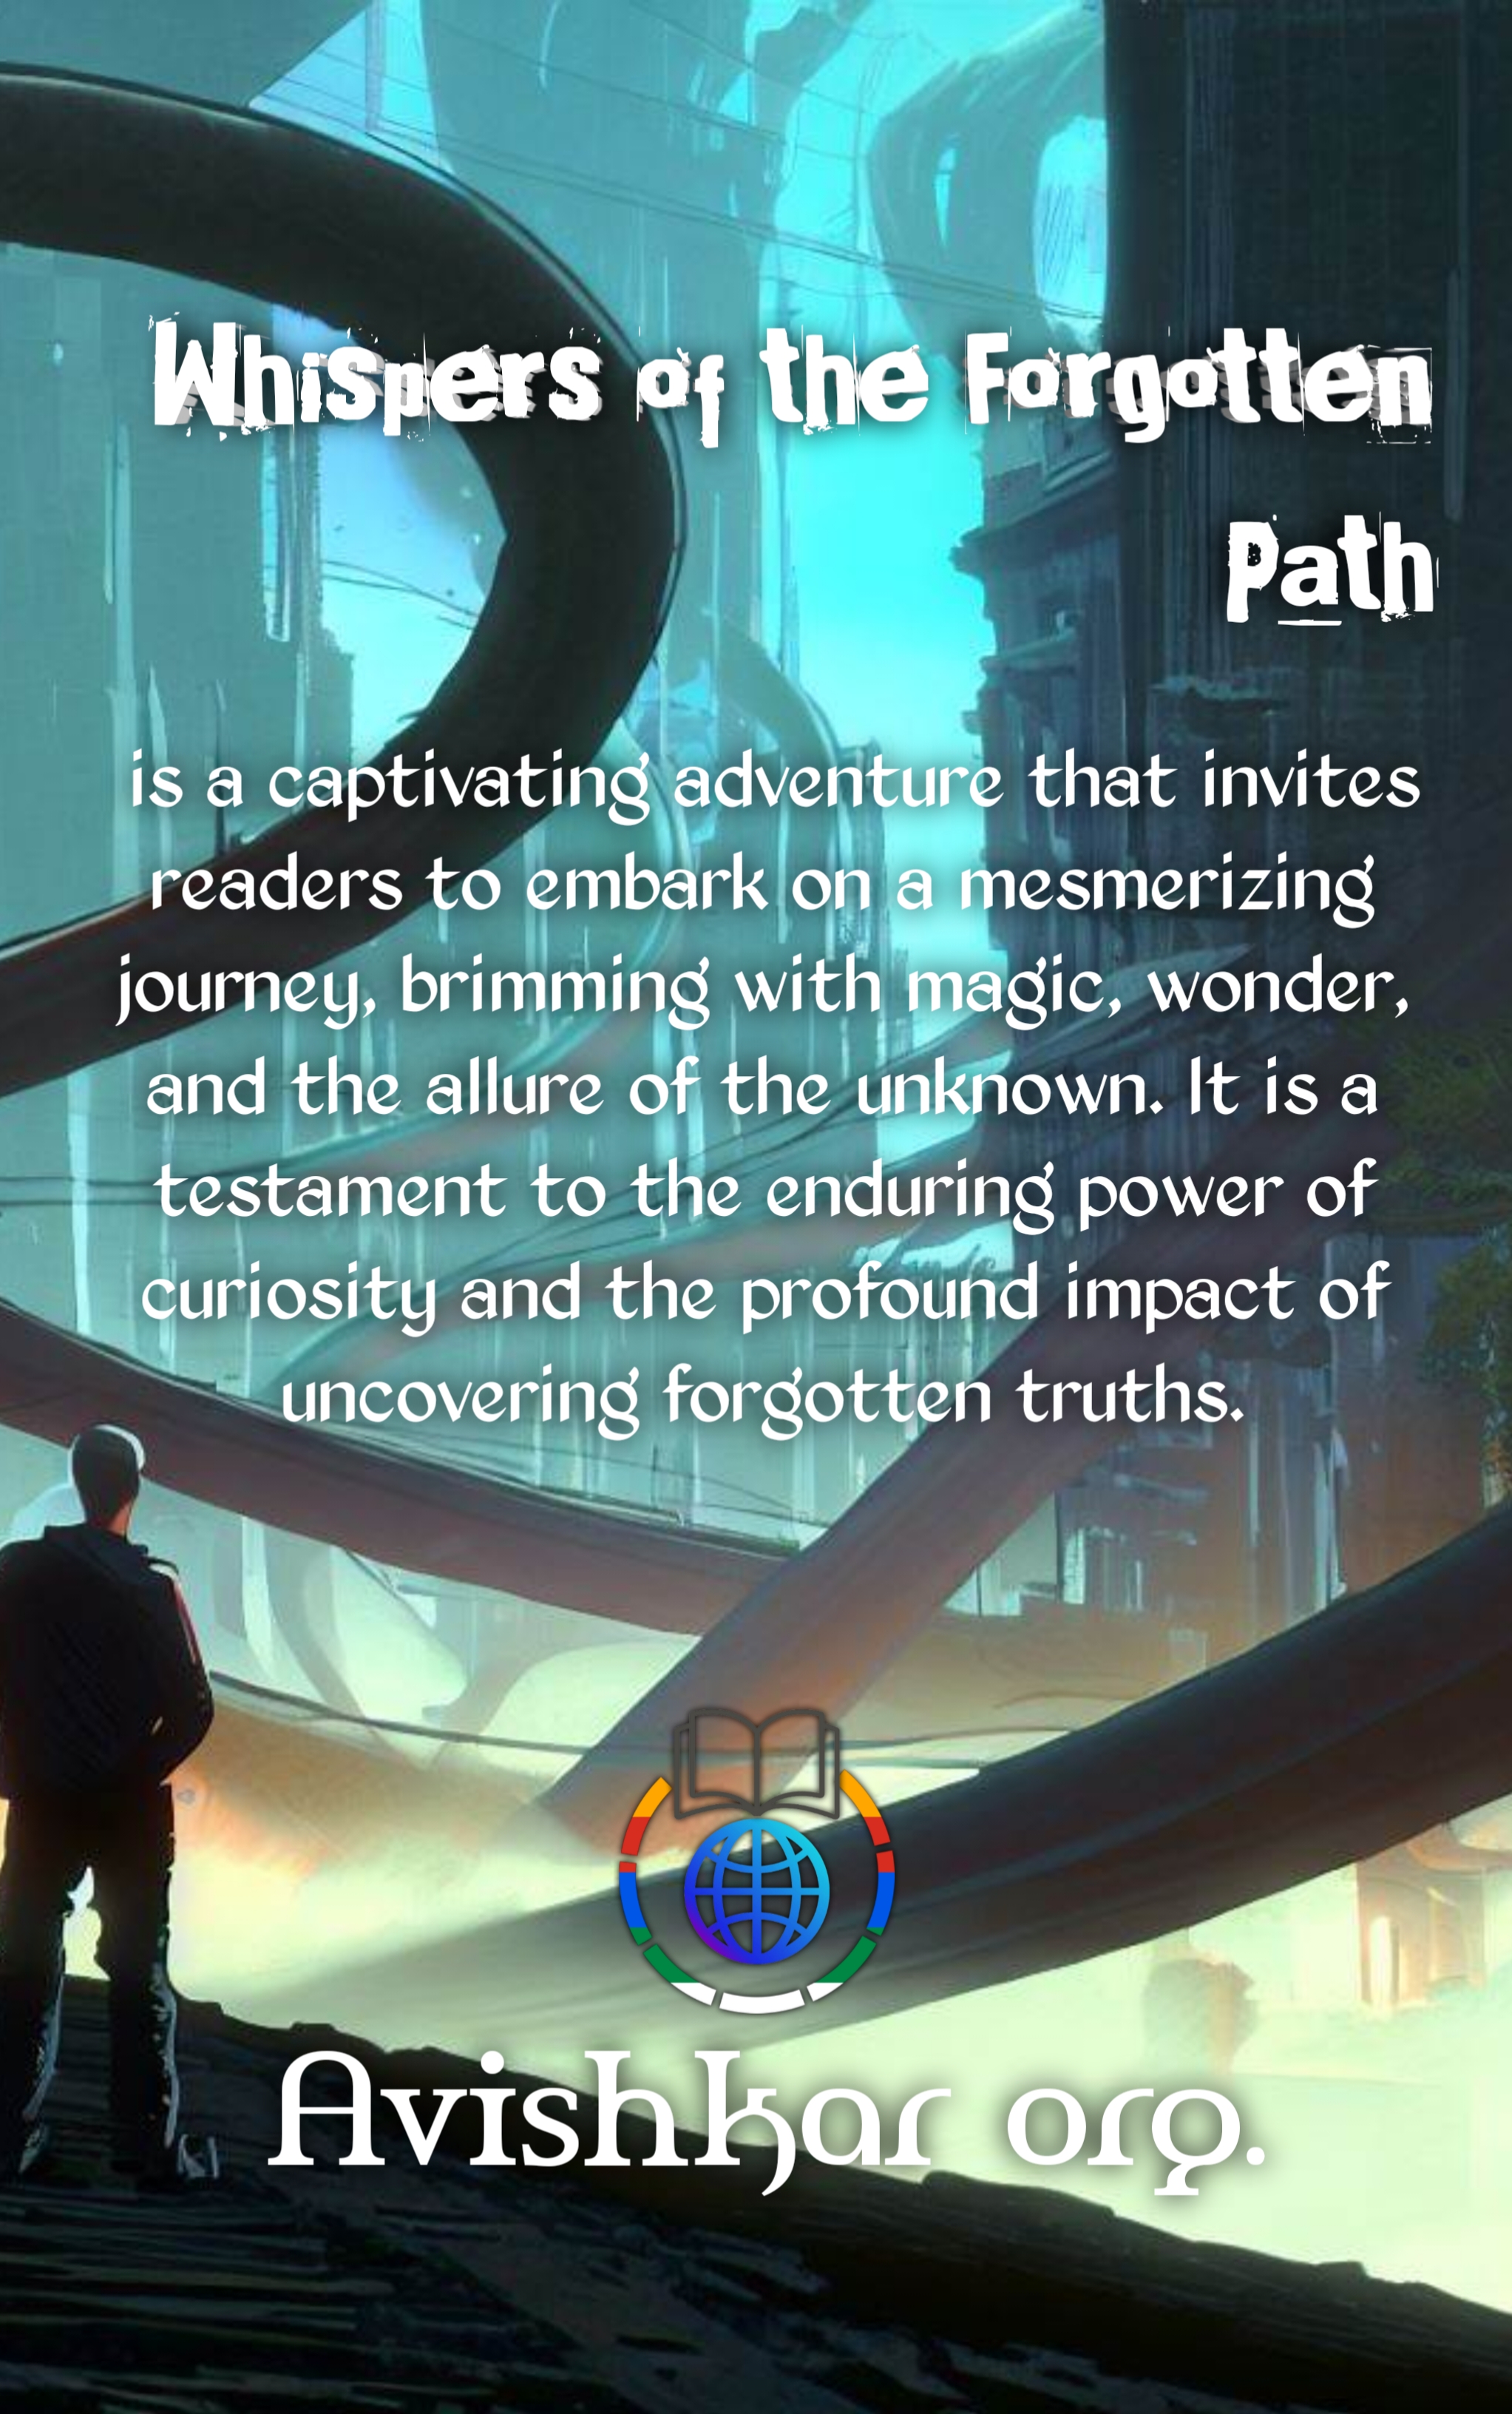 Whispers of the Forgotten
Path
is a captivating adventure that invites
readers to embark on a mesmerizing
journey, brimming with magic, wonder,
and the allure of the unknown. It is a
testament to the enduring power of
curiosity and the profound impact of
uncovering forgotten truths.
Avishkar org.